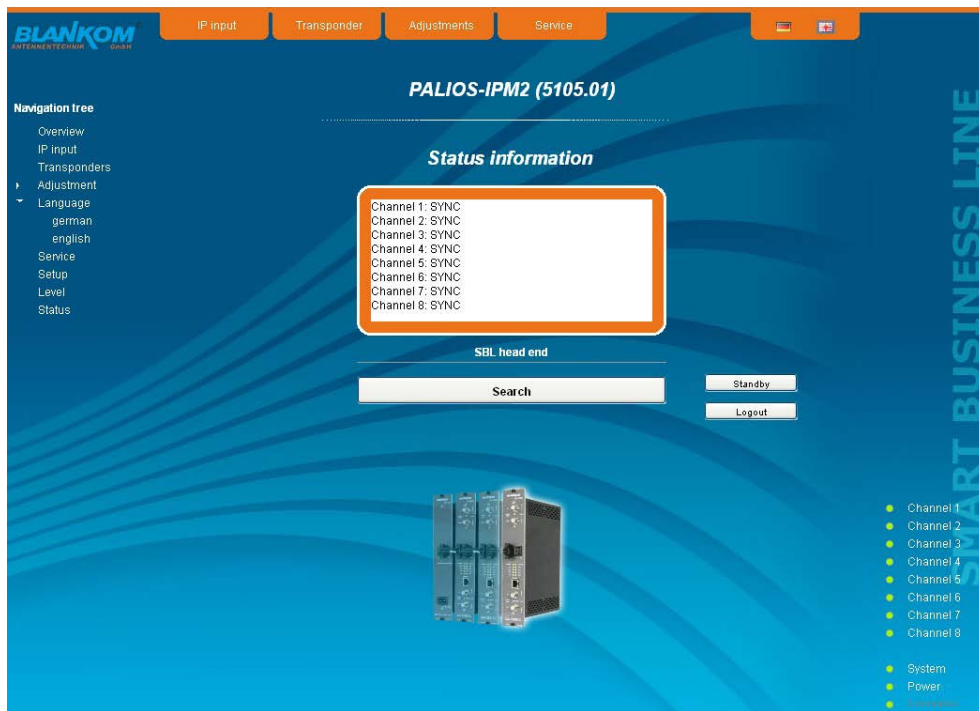 BLANKOM
ANTENNENTECHNIK GmbH
IP input
Transponder
Adjustments
Service
PALIOS-IPM2 (5105.01)
Navigation tree
Overview
IP input
Transponders
Adjustment
Language
german
english
Service
Setup
Level
Status
Status information
Channel 1: SYNC
Channel 2: SYNC
Channel 3: SYNC
Channel 4: SYNC
Channel 5: SYNC
Channel 6: SYNC
Channel 7: SYNC
Channel 8: SYNC
SBL head end
Search
Standby
Logout
SMART BUSINESS LINE
Channel 1
Channel 2
Channel 3
Channel 4
Channel 5
Channel 6
Channel 7
Channel 8
System
Power